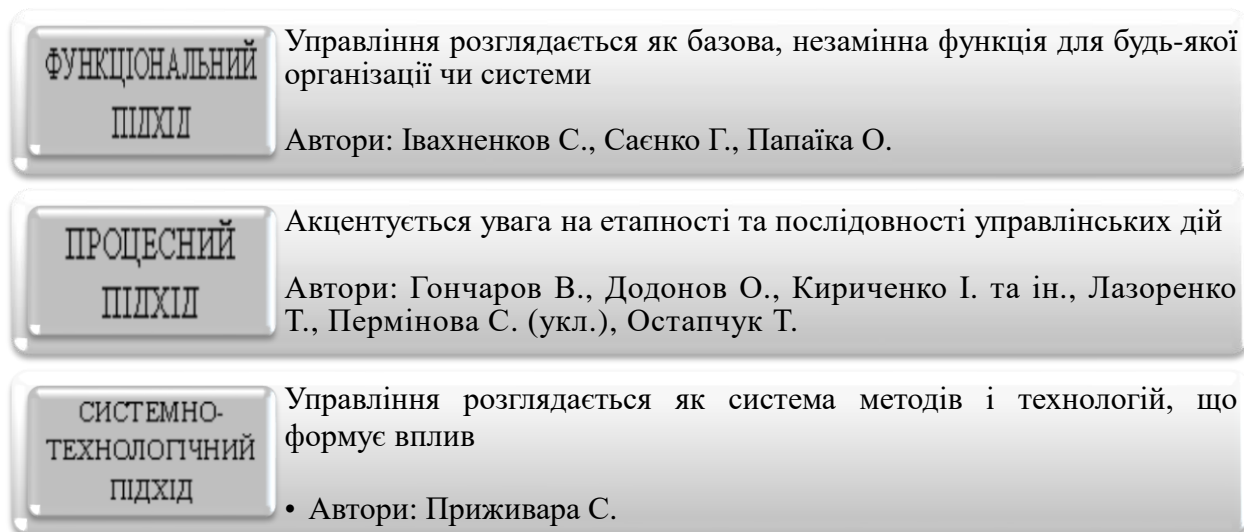 ФУНКЦІОНАЛЬНИЙ
ПІДХІД
Управління розглядається як базова, незамінна функція для будь-якої
організації чи системи
Автори: Івахненков С., Саєнко Г., Папаїка О.
ПРОЦЕСНИЙ
ПІДХІД
Акцентується увага на етапності та послідовності управлінських дій
Автори: Гончаров В., Додонов О., Кириченко І. та ін., Лазоренко
Т., Пермінова С. (укл.), Остапчук Т.
СИСТЕМНО-
ТЕХНОЛОГІЧНИЙ
ПІДХІД
Управління розглядається як система методів і технологій, що
формує вплив
• Автори: Приживара С.